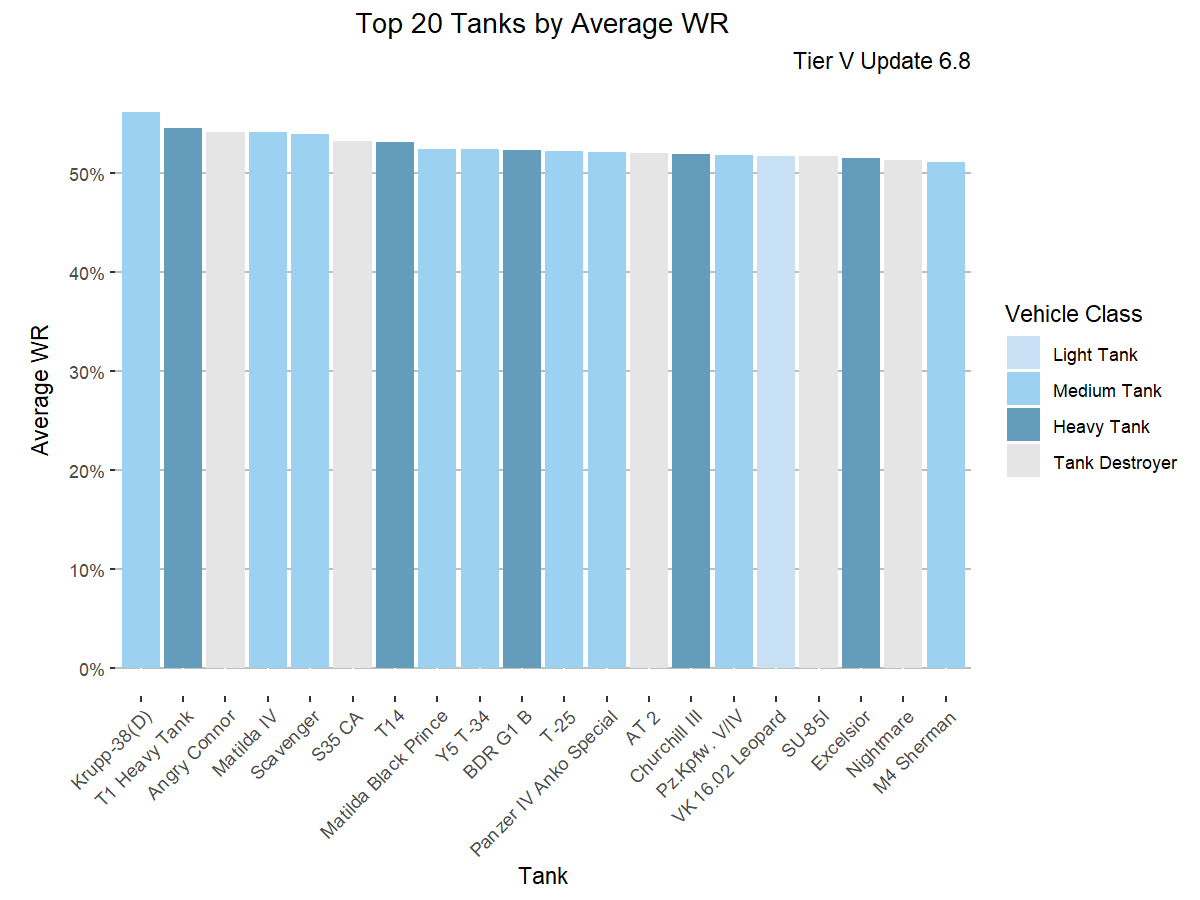 Top 20 Tanks by Average WR
Tier V Update 6.8
Average WR
50%
40%
30%
20%
10%
0%
Krupp-38(D)
T1 Heavy Tank
Angry Connor
Matilda IV
Scavenger
S35 CA
T14
Matilda Black Prince
Y5 T-34
BDR G1 B
T-25
Panzer IV Anko Special
AT 2
Churchill III
Pz.Kpfw. V/IV
VK 16.02 Leopard
SU-85I
Excelsior
Nightmare
M4 Sherman
Tank
Vehicle Class
Light Tank
Medium Tank
Heavy Tank
Tank Destroyer